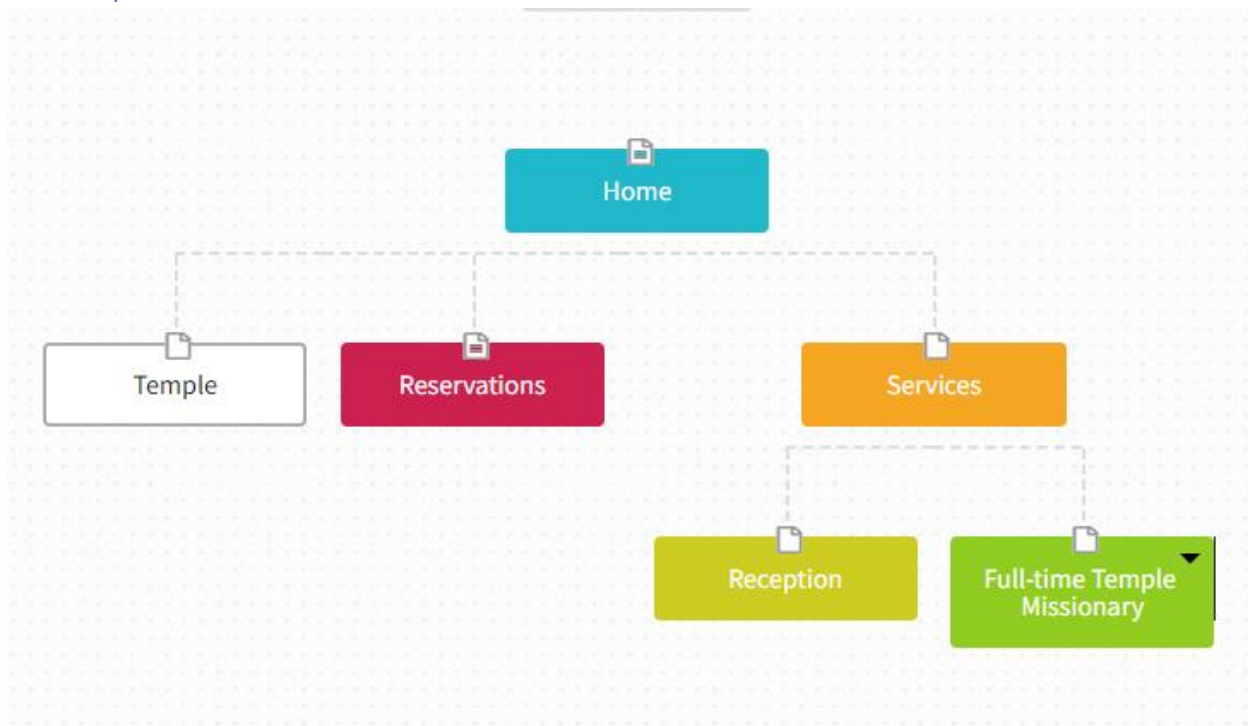 Home
Temple
Reservations
Services
Reception
Full-time Temple
Missionary